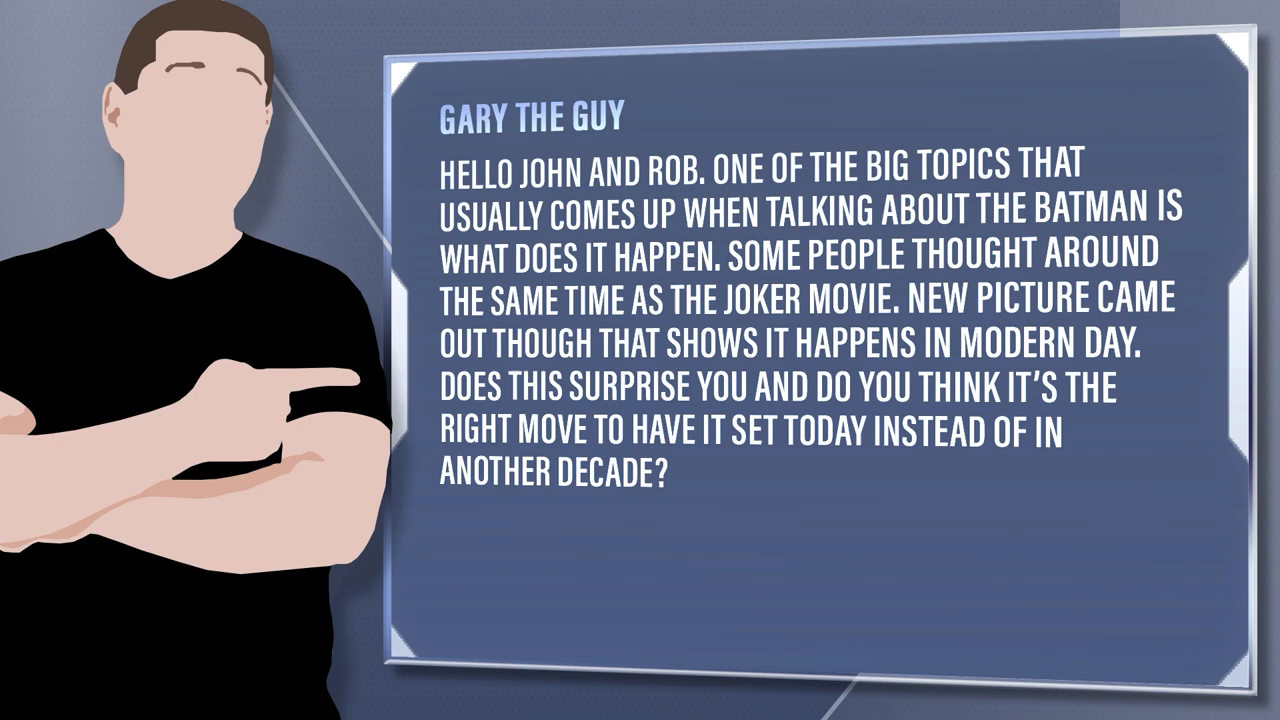 GARY THE GUY
HELLO JOHN AND ROB. ONE OF THE BIG TOPICS THAT
USUALLY COMES UP WHEN TALKING ABOUT THE BATMAN IS
WHAT DOES IT HAPPEN. SOME PEOPLE THOUGHT AROUND
THE SAME TIME AS THE JOKER MOVIE. NEW PICTURE CAME
OUT THOUGH THAT SHOWS IT HAPPENS IN MODERN DAY.
DOES THIS SURPRISE YOU AND DO YOU THINK IT'S THE
RIGHT MOVE TO HAVE IT SET TODAY INSTEAD OF IN
ANOTHER DECADE?